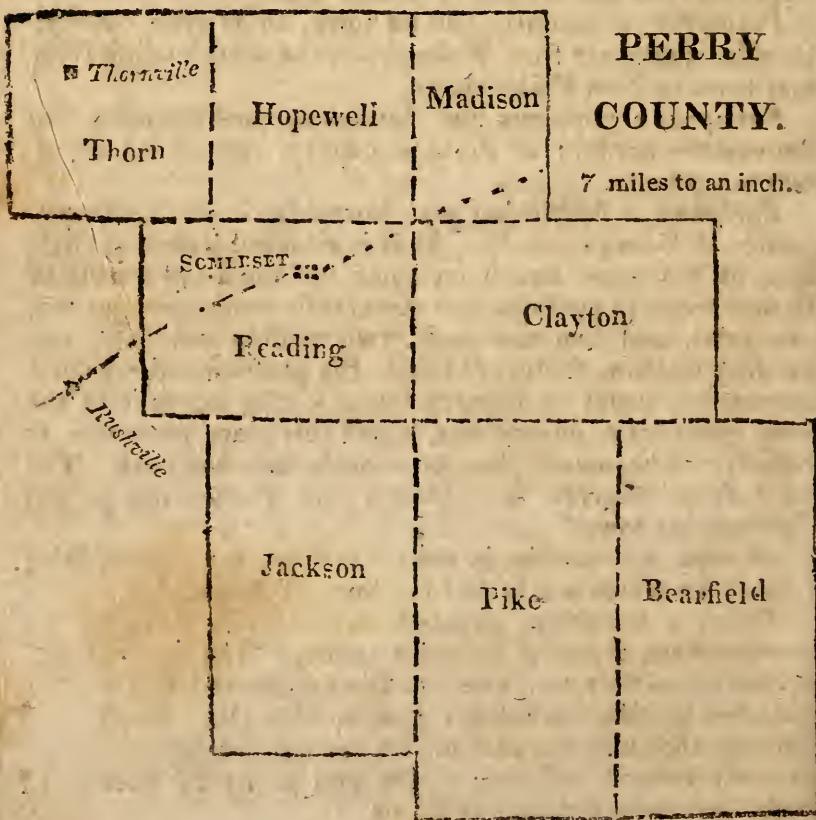 PERRY
COUNTY.
7 miles to an inch.
Thornville
Thorn
Hopewell
Madison
SOMERSET
Reading
Clayton
Rushville
Jackson
Pike
Bearfield